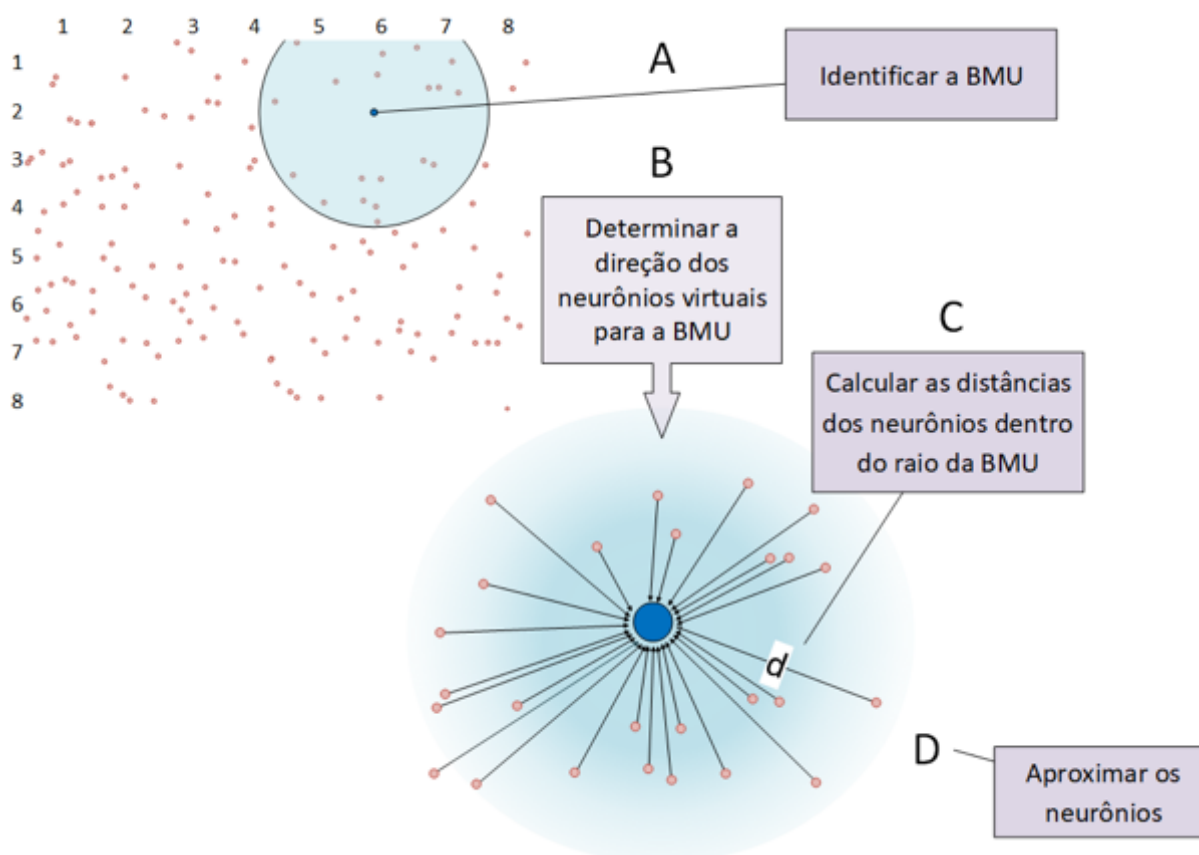 1 2 3 4 5 6 7 8
1
2
3
4
5
6
7
8
A
Identificar a BMU
B
Determinar a
direção dos
neurônios virtuais
para a BMU
C
Calcular as distâncias
dos neurônios dentro
do raio da BMU
d
D
Aproximar os
neurônios